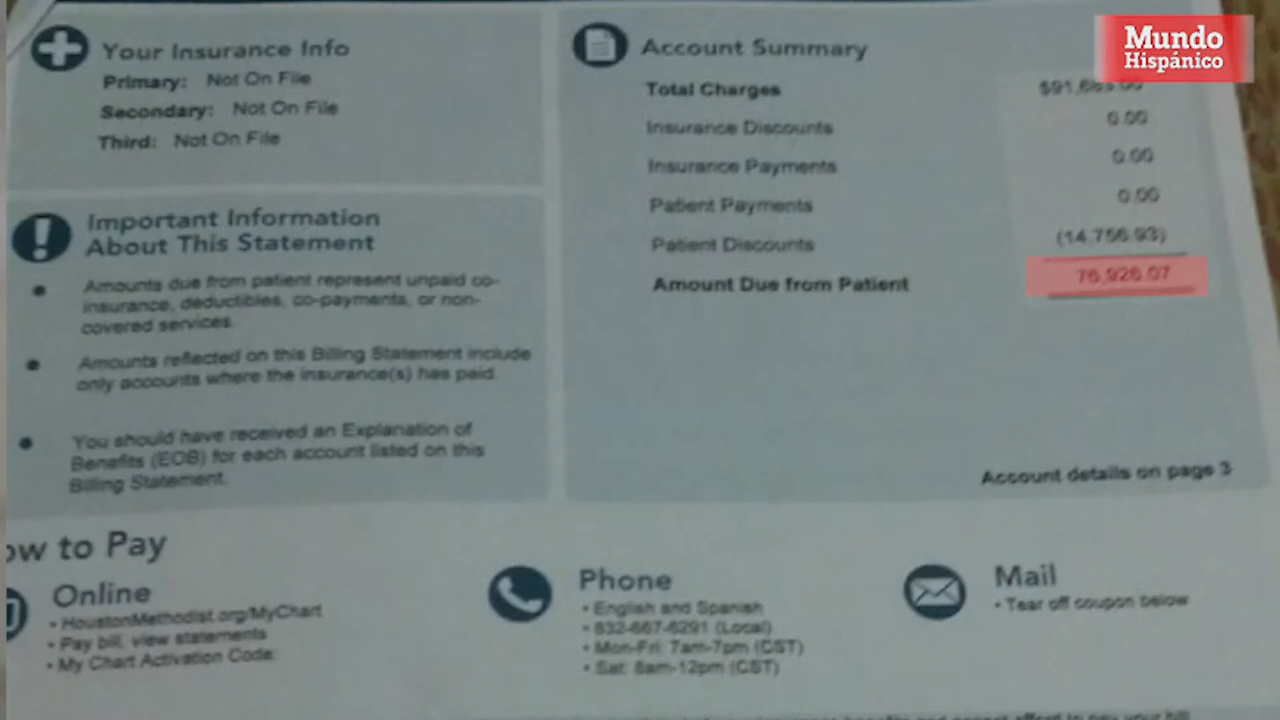 Mundo
Hispánico
Your Insurance Info
Primary: Not On File
Secondary: Not On File
Third: Not On File
Important Information
About This Statement
Amounts due from patient represent unpaid co-
insurance, deductibles, co-payments, or non-
covered services.
Amounts reflected on this Billing Statement include
only accounts where the insurance(s) has paid.
You should have received an Explanation of
Benefits (EOB) for each account listed on this
Billing Statement.
Account Summary
Total Charges
Insurance Discounts 0.00
Insurance Payments 0.00
Patient Payments 0.00
Patient Discounts (14,756.93)
Amount Due from Patient 76,926.07
Account details on page 3
ow to Pay
Online
• HoustonMethodist.org/MyChart
• Pay bill, view statements
• My Chart Activation Code:
Phone
• English and Spanish
• 832-667-6291 (Local)
• Mon-Fri: 7am-7pm (CST)
• Sat: 8am-12pm (CST)
Mail
• Tear off coupon below